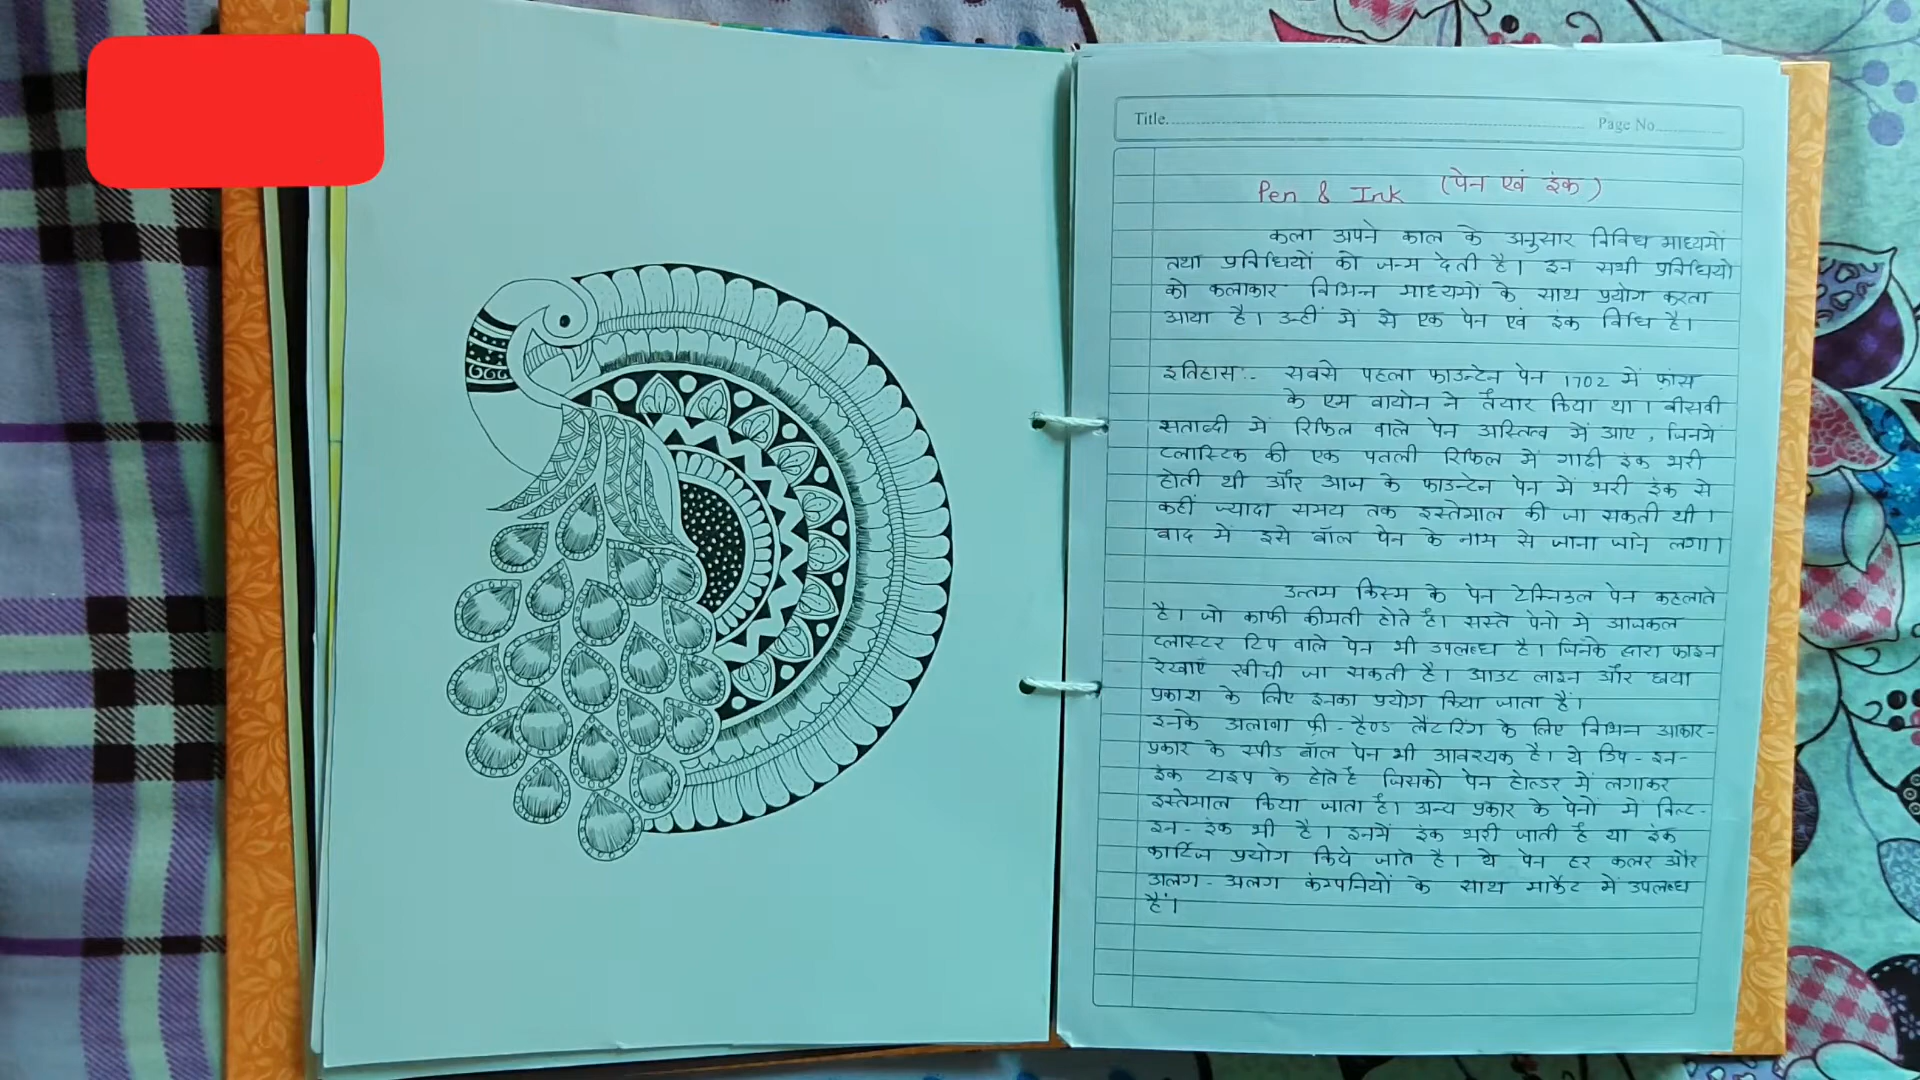 Title............ Page No............
Pen & Ink (पेन एवं इंक)
कला अपने काल के अनुसार विविध माध्यमों
तथा प्रविधियों को जन्म देती है। इन सभी प्रविधियो
को कलाकार विभिन्न माध्यमों के साथ प्रयोग करता
आया है। उन्हीं में से एक पेन एवं इंक विधि है।
इतिहास:- सबसे पहला फाउन्टेन पेन 1702 में फ्रांस
के एम बायोन ने तैयार किया था। बीसवी
सताब्दी में रिफिल वाले पेन अस्तित्व में आए, जिनमें
प्लास्टिक की एक पतली रिफिल में गाढ़ी इंक भरी
होती थी और आज के फाउन्टेन पेन में भरी इंक से
कहीं ज्यादा समय तक इस्तेमाल की जा सकती थी।
बाद में इसे बॉल पेन के नाम से जाना जाने लगा।
उत्तम किस्म के पेन टेक्निउल पेन कहलाते
है। जो काफी कीमती होते हैं। सस्ते पेनो में आजकल
प्लास्टर टिप वाले पेन भी उपलब्ध है। जिनके द्वारा फाइन
रेखाएँ खीची जा सकती है। आउट लाइन और छाया
प्रकाश के लिए इनका प्रयोग किया जाता हैं।
इनके अलावा फ्री-हैण्ड लैटरिंग के लिए विभिन्न आकार-
प्रकार के स्पीड बॉल पेन भी आवश्यक है। ये डिप-इन-
इंक टाइप के होते है जिसको पेन होल्डर में लगाकर
इस्तेमाल किया जाता है। अन्य प्रकार के पेनों में बिल्ट-
इन-इंक भी है। इनमें इंक भरी जाती है या इंक
कार्टिज प्रयोग किये जाते है। ये पेन हर कलर और
अलग-अलग कंम्पनियों के साथ मार्केट में उपलब्ध
हैं।